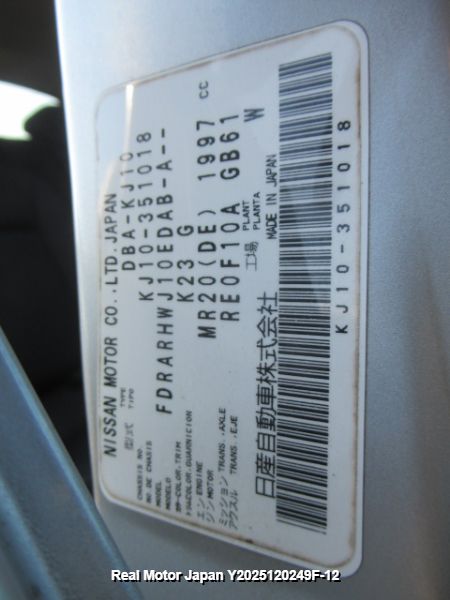 NISSAN MOTOR CO.,LTD.JAPAN
型式 TYPE TIPO DBA-KJ10
CHASSIS NO. NO. DE CHASIS KJ10-351018
MODEL MODELO FDRARHWJ10EDAB-A--
COLOR,TRIM COLOR,GUARNICION K23 G
エンジン ENGINE MOTOR MR20(DE) 1997 CC
ミッション アクスル TRANS.,AXLE TRANS.,EJE RE0F10A GB61
工場 PLANT PLANTA W
日産自動車株式会社 MADE IN JAPAN
KJ10-351018
Real Motor Japan Y2025120249F-12